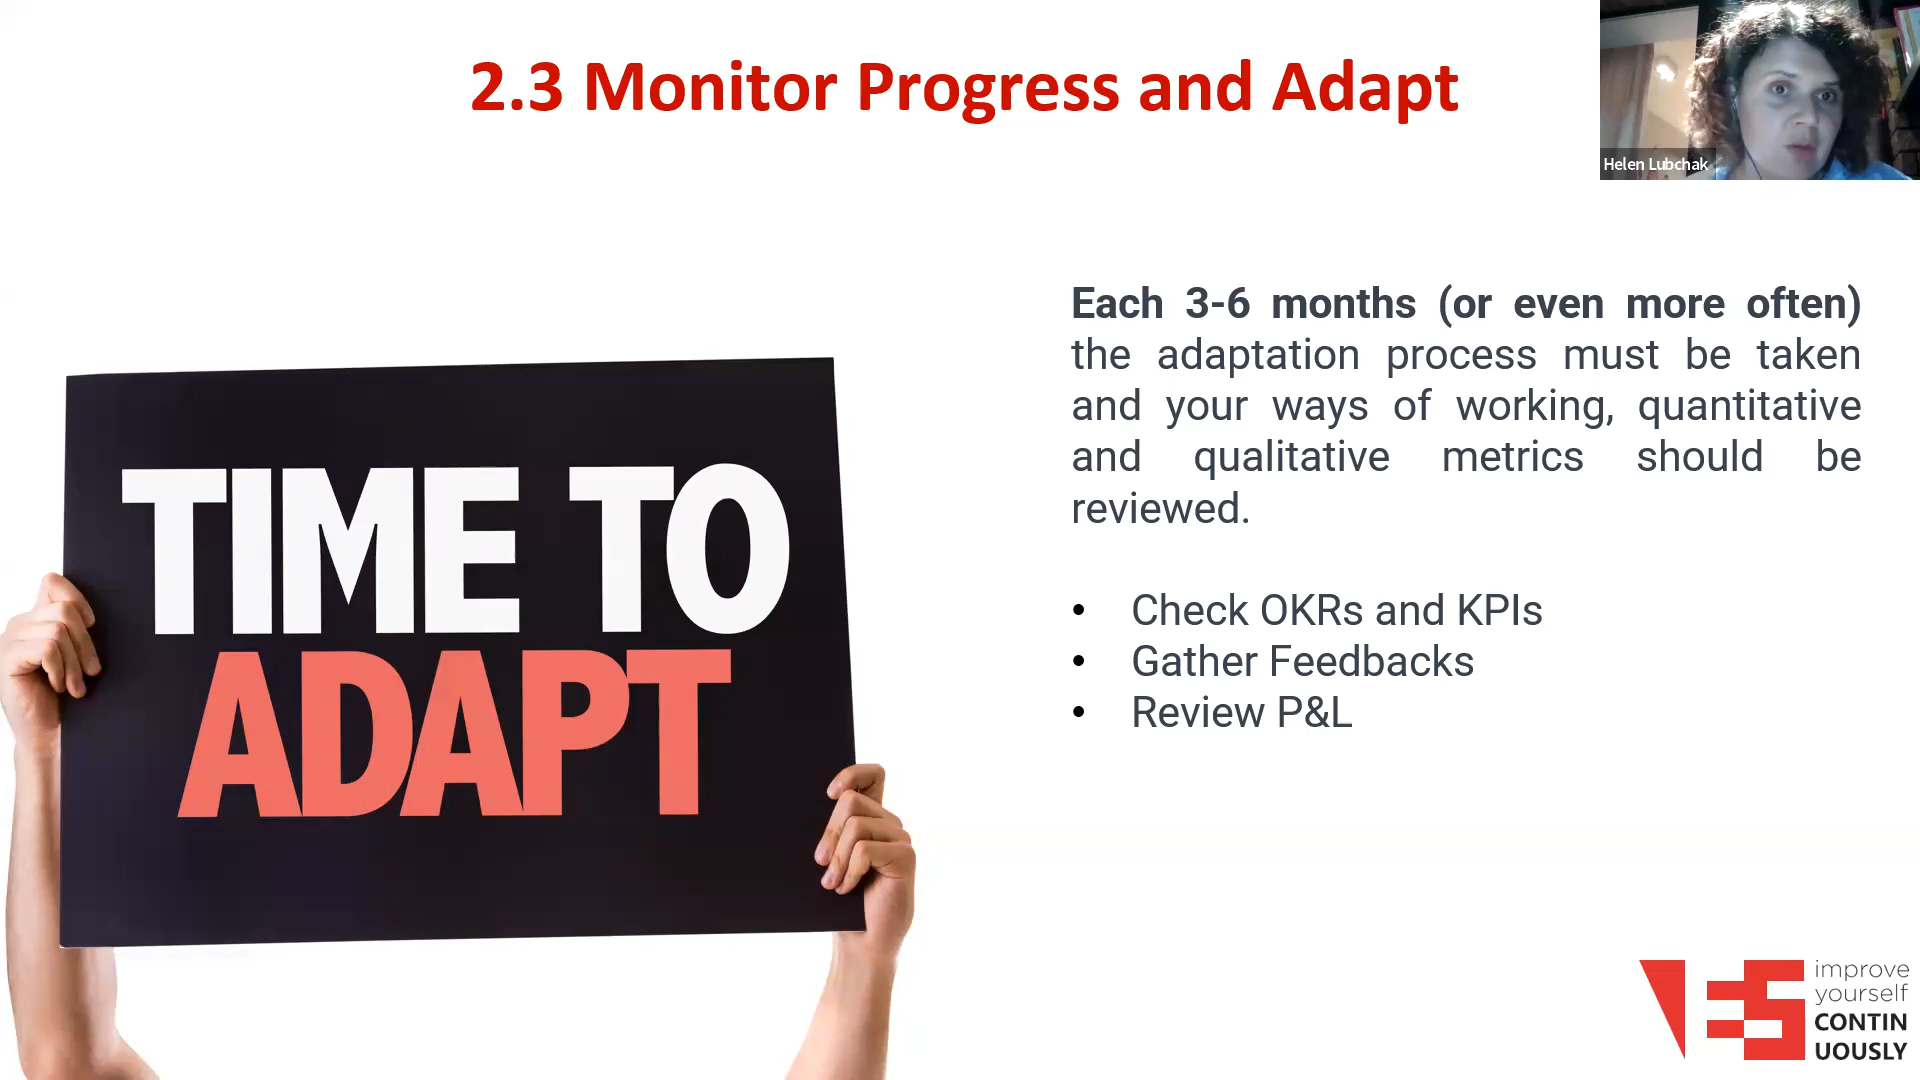 2.3 Monitor Progress and Adapt
Helen Lubchak
Each 3-6 months (or even more often)
the adaptation process must be taken
and your ways of working, quantitative
and qualitative metrics should be
reviewed.
• Check OKRs and KPIs
• Gather Feedbacks
• Review P&L
TIME TO
ADAPT
YES
improve
yourself
CONTIN
UOUSLY